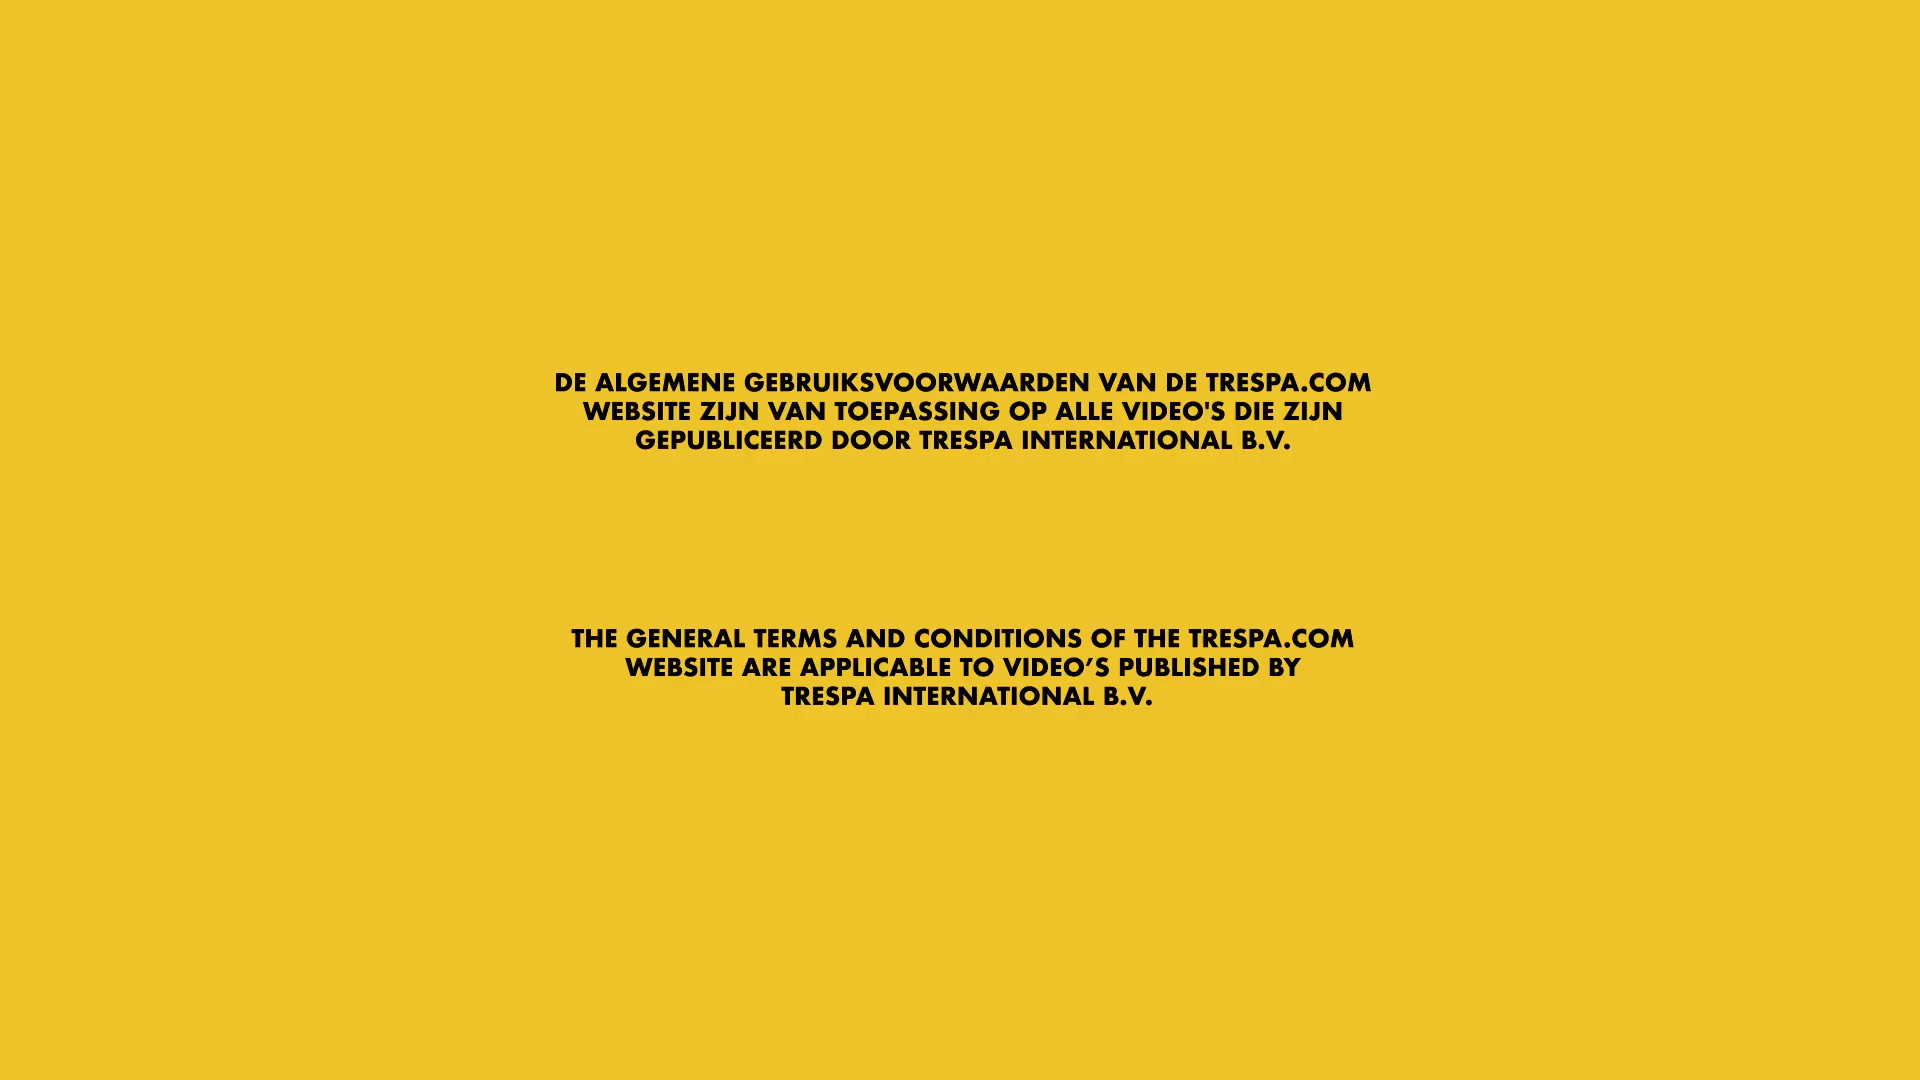 DE ALGEMENE GEBRUIKSVOORWAARDEN VAN DE TRESPA.COM
WEBSITE ZIJN VAN TOEPASSING OP ALLE VIDEO'S DIE ZIJN
GEPUBLICEERD DOOR TRESPA INTERNATIONAL B.V.
THE GENERAL TERMS AND CONDITIONS OF THE TRESPA.COM
WEBSITE ARE APPLICABLE TO VIDEO’S PUBLISHED BY
TRESPA INTERNATIONAL B.V.